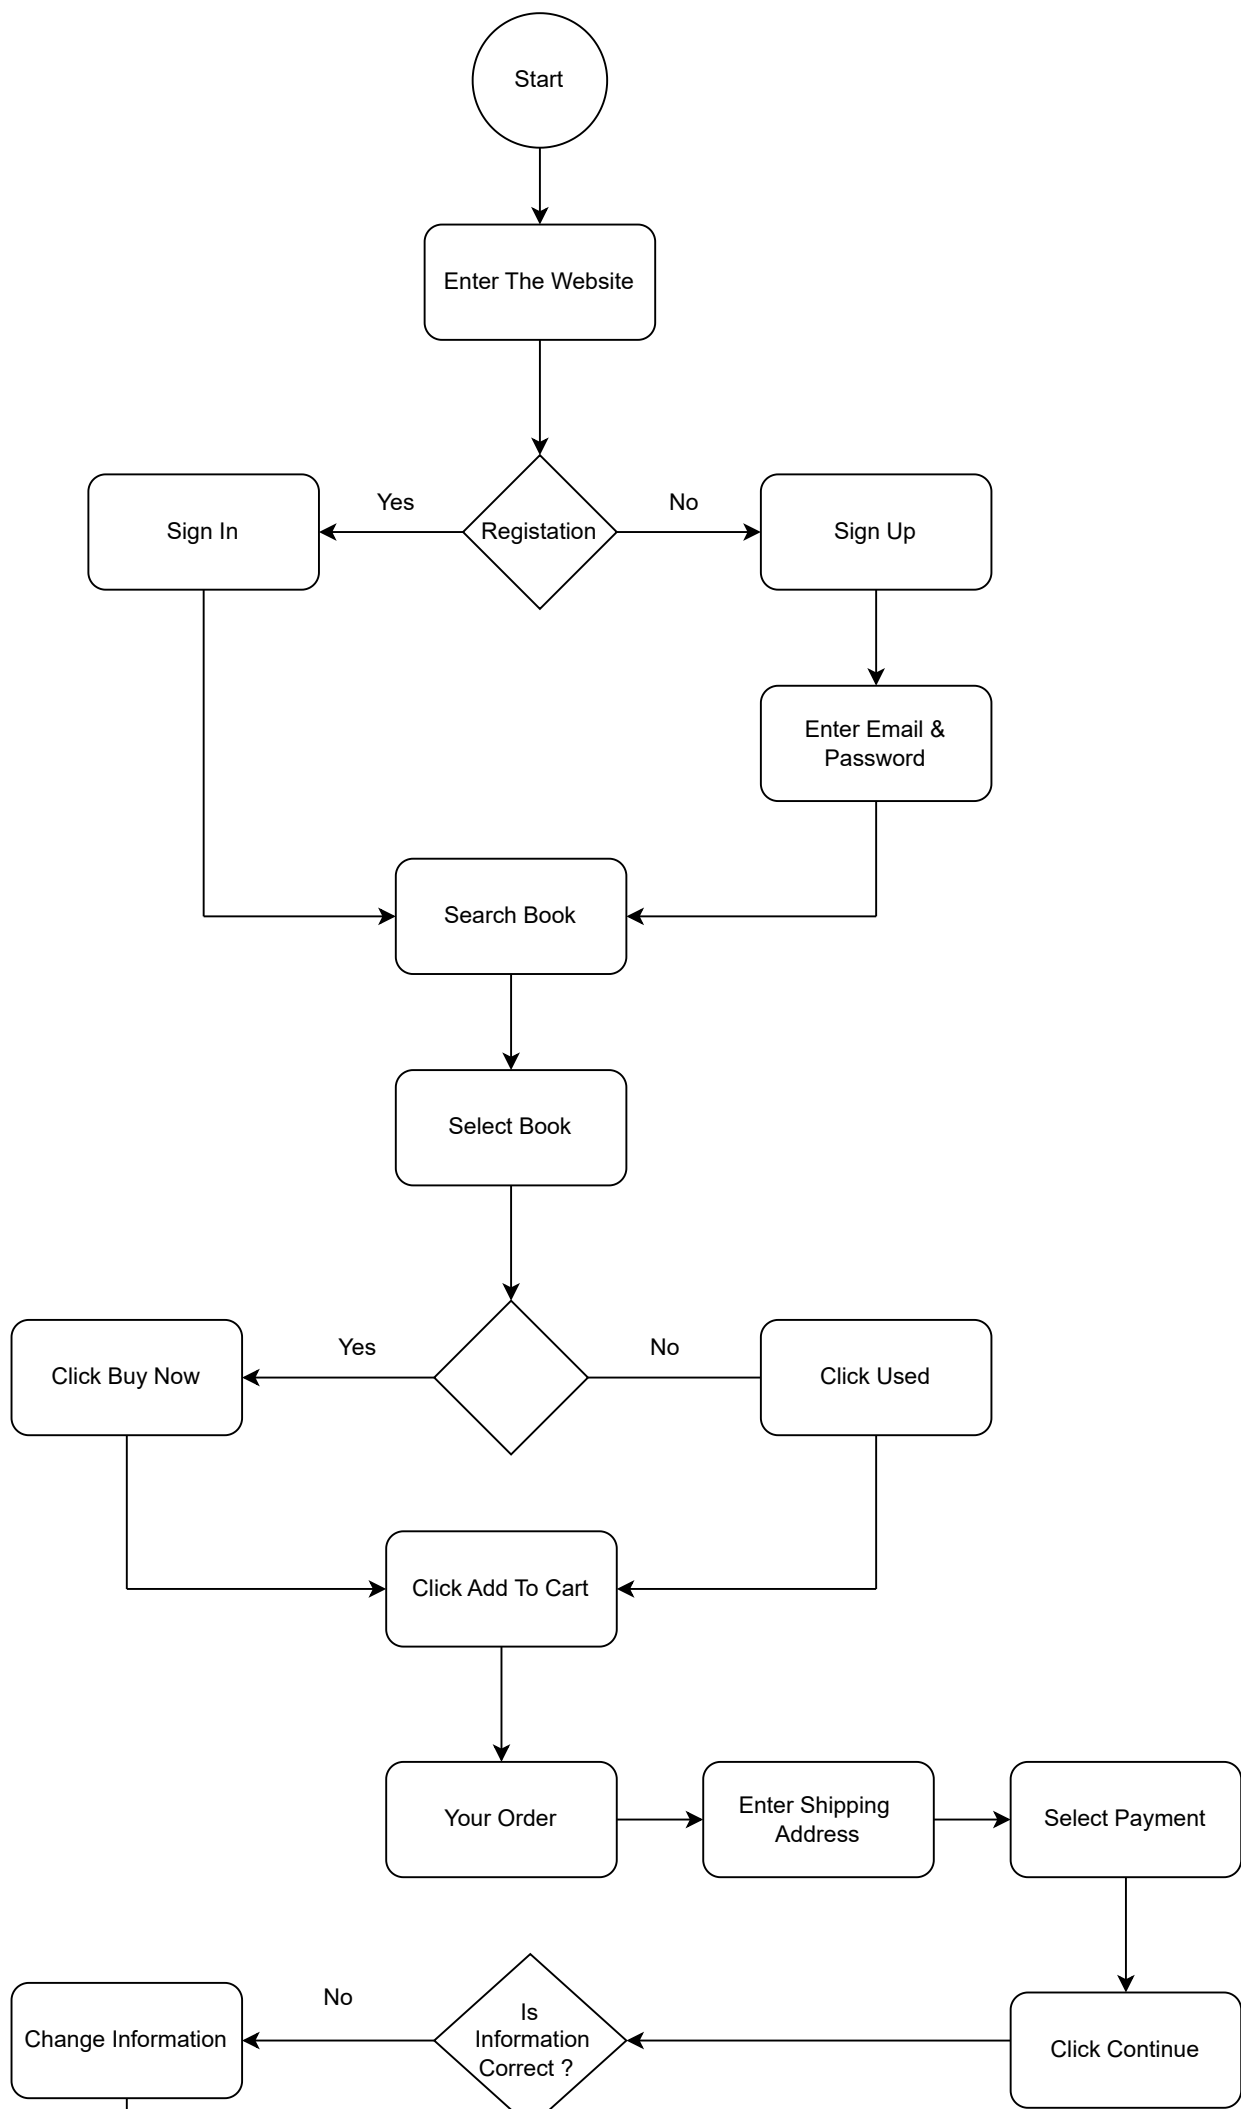 Start
Enter The Website
Yes
No
Sign In
Registation
Sign Up
Enter Email &
Password
Search Book
Select Book
Yes
No
Click Buy Now
Click Used
Click Add To Cart
Your Order
Enter Shipping
Address
Select Payment
No
Change Information
Is
Information
Correct ?
Click Continue